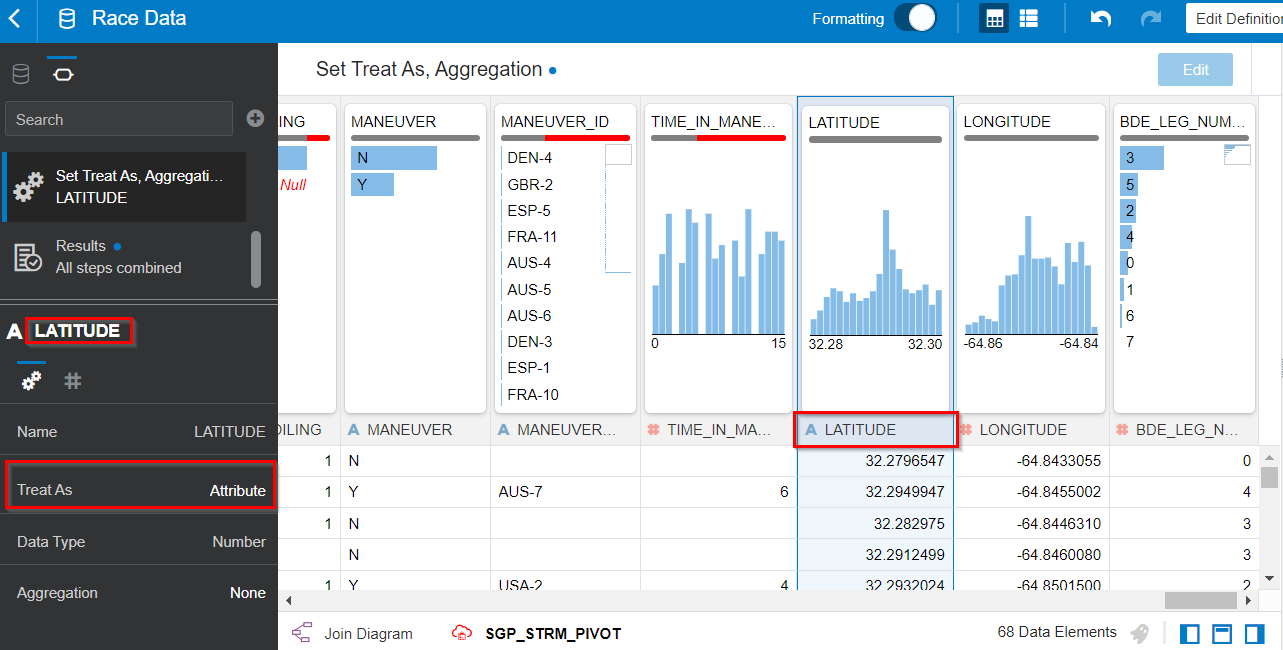 Race Data
Formatting
Edit Definition
Set Treat As, Aggregation
Edit
Search
Set Treat As, Aggregati...
LATITUDE
Results
All steps combined
A LATITUDE
Name LATITUDE
Treat As Attribute
Data Type Number
Aggregation None
ING
Null
MANEUVER
N
Y
MANEUVER_ID
DEN-4
GBR-2
ESP-5
FRA-11
AUS-4
AUS-5
AUS-6
DEN-3
ESP-1
FRA-10
TIME_IN_MANE...
0 15
LATITUDE
32.28 32.30
LONGITUDE
-64.86 -64.84
BDE_LEG_NUM...
3
5
2
4
0
1
6
7
OILING A MANEUVER A MANEUVER... # TIME_IN_MA... A LATITUDE # LONGITUDE # BDE_LEG_N...
1 N 32.2796547 -64.8433055 0
1 Y AUS-7 6 32.2949947 -64.8455002 4
1 N 32.282975 -64.8446310 3
N 32.2912499 -64.8460080 3
1 Y USA-2 4 32.2932024 -64.8501500 2
Join Diagram
SGP_STRM_PIVOT
68 Data Elements